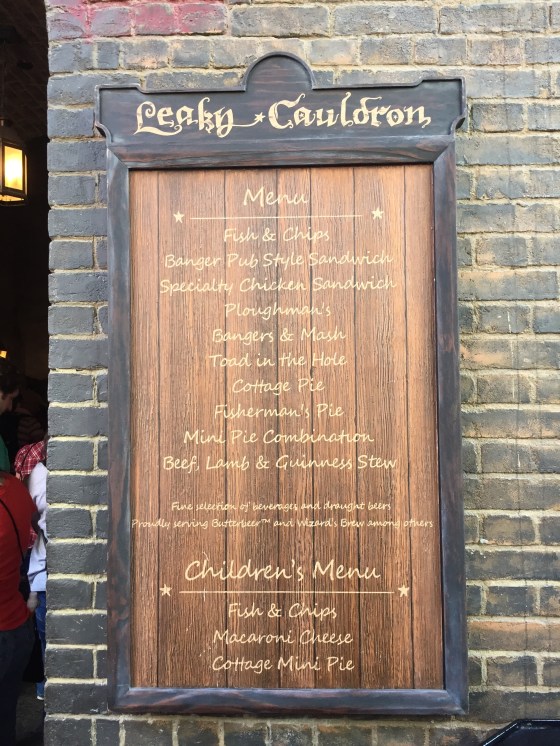 Leaky Cauldron
Menu
Fish & Chips
Banger Pub Style Sandwich
Specialty Chicken Sandwich
Ploughman's
Bangers & Mash
Toad in the Hole
Cottage Pie
Fisherman's Pie
Mini Pie Combination
Beef, Lamb & Guinness Stew
Fine selection of beverages and draught beers
Proudly serving Butterbeer™ and Wizard's Brew among others
Children's Menu
Fish & Chips
Macaroni Cheese
Cottage Mini Pie